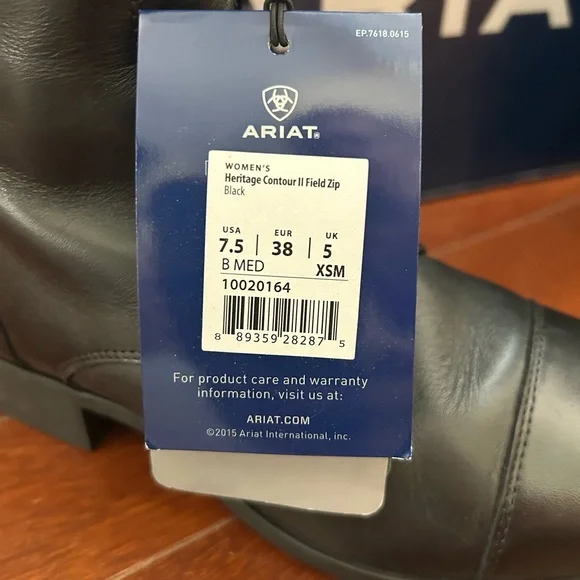 ARIAT
EP.7618.0615
ARIAT®
WOMEN'S
Heritage Contour II Field Zip
Black
USA EUR UK
7.5 | 38 | 5
B MED XSM
10020164
8 89359 28287 5
For product care and warranty
information, visit us at:
ARIAT.COM
©2015 Ariat International, inc.